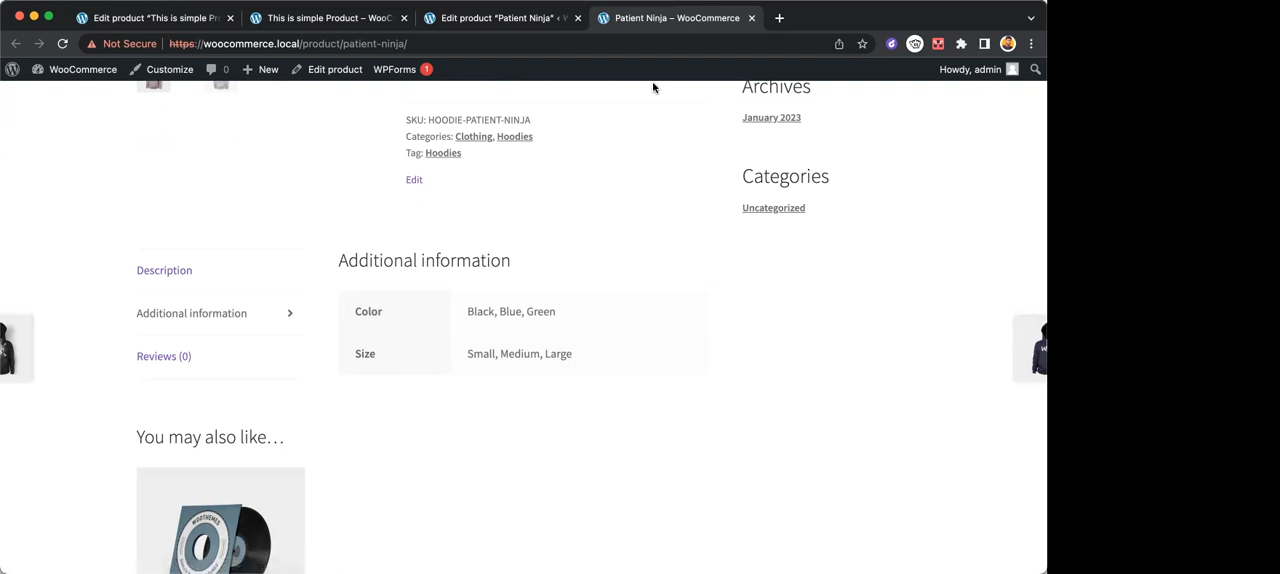 Edit product “This is simple Pr
This is simple Product – WooC
Edit product “Patient Ninja” ‹ W
Patient Ninja – WooCommerce
Not Secure
https://woocommerce.local/product/patient-ninja/
WooCommerce
Customize
0
New
Edit product
WPForms 1
Howdy, admin
SKU: HOODIE-PATIENT-NINJA
Categories: Clothing, Hoodies
Tag: Hoodies
Edit
Archives
January 2023
Categories
Uncategorized
Description
Additional information
Reviews (0)
Additional information
Color Black, Blue, Green
Size Small, Medium, Large
You may also like…
WOOTHEMES